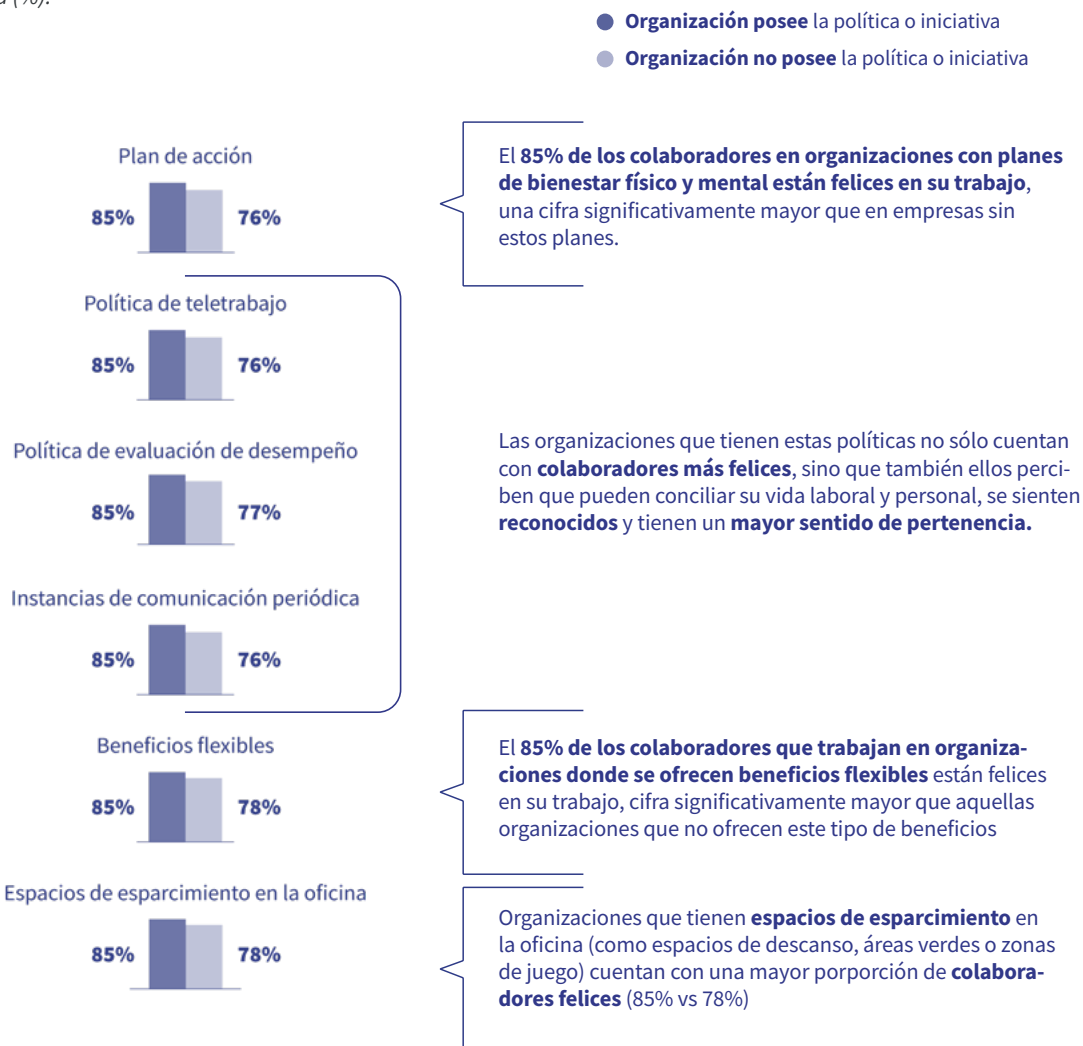 (%).
Organización posee la política o iniciativa
Organización no posee la política o iniciativa
Plan de acción
85% 76%
El 85% de los colaboradores en organizaciones con planes
de bienestar físico y mental están felices en su trabajo,
una cifra significativamente mayor que en empresas sin
estos planes.
Política de teletrabajo
85% 76%
Política de evaluación de desempeño
85% 77%
Instancias de comunicación periódica
85% 76%
Las organizaciones que tienen estas políticas no sólo cuentan
con colaboradores más felices, sino que también ellos perci-
ben que pueden conciliar su vida laboral y personal, se sienten
reconocidos y tienen un mayor sentido de pertenencia.
Beneficios flexibles
85% 78%
El 85% de los colaboradores que trabajan en organiza-
ciones donde se ofrecen beneficios flexibles están felices
en su trabajo, cifra significativamente mayor que aquellas
organizaciones que no ofrecen este tipo de beneficios
Espacios de esparcimiento en la oficina
85% 78%
Organizaciones que tienen espacios de esparcimiento en
la oficina (como espacios de descanso, áreas verdes o zonas
de juego) cuentan con una mayor porporción de colabora-
dores felices (85% vs 78%)